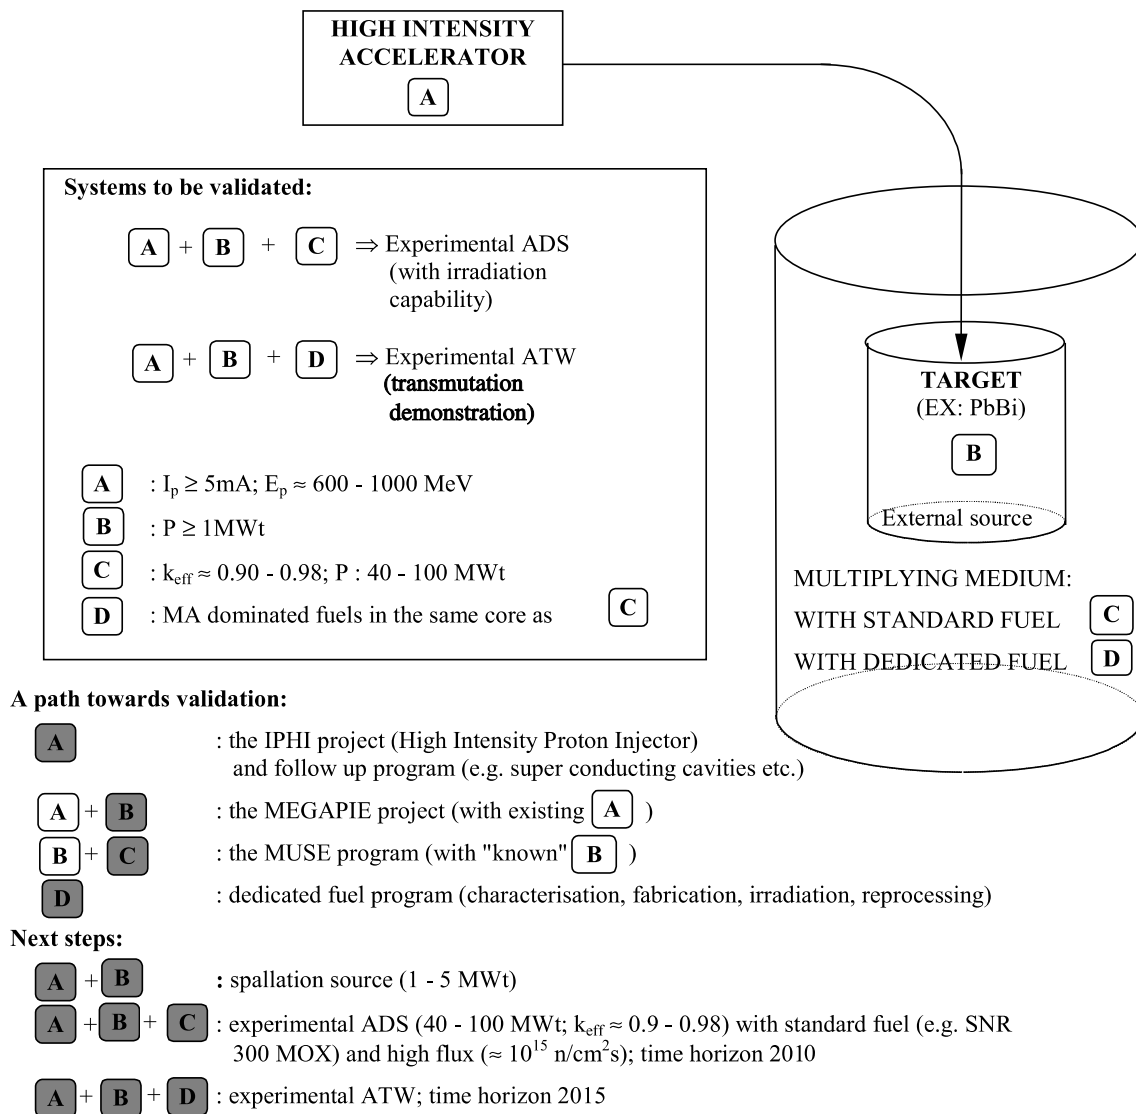 HIGH INTENSITY
ACCELERATOR
A
Systems to be validated:
A + B + C ⇒ Experimental ADS
(with irradiation
capability)
A + B + D ⇒ Experimental ATW
(transmutation
demonstration)
A : Iₚ ≥ 5mA; Eₚ ≈ 600 - 1000 MeV
B : P ≥ 1MWt
C : k_eff ≈ 0.90 - 0.98; P : 40 - 100 MWt
D : MA dominated fuels in the same core as C
TARGET
(EX: PbBi)
B
External source
MULTIPLYING MEDIUM:
WITH STANDARD FUEL C
WITH DEDICATED FUEL D
A path towards validation:
A : the IPHI project (High Intensity Proton Injector)
and follow up program (e.g. super conducting cavities etc.)
A + B : the MEGAPIE project (with existing A )
B + C : the MUSE program (with "known" B )
D : dedicated fuel program (characterisation, fabrication, irradiation, reprocessing)
Next steps:
A + B : spallation source (1 - 5 MWt)
A + B + C : experimental ADS (40 - 100 MWt; k_eff ≈ 0.9 - 0.98) with standard fuel (e.g. SNR
300 MOX) and high flux (≈ 10¹⁵ n/cm²s); time horizon 2010
A + B + D : experimental ATW; time horizon 2015